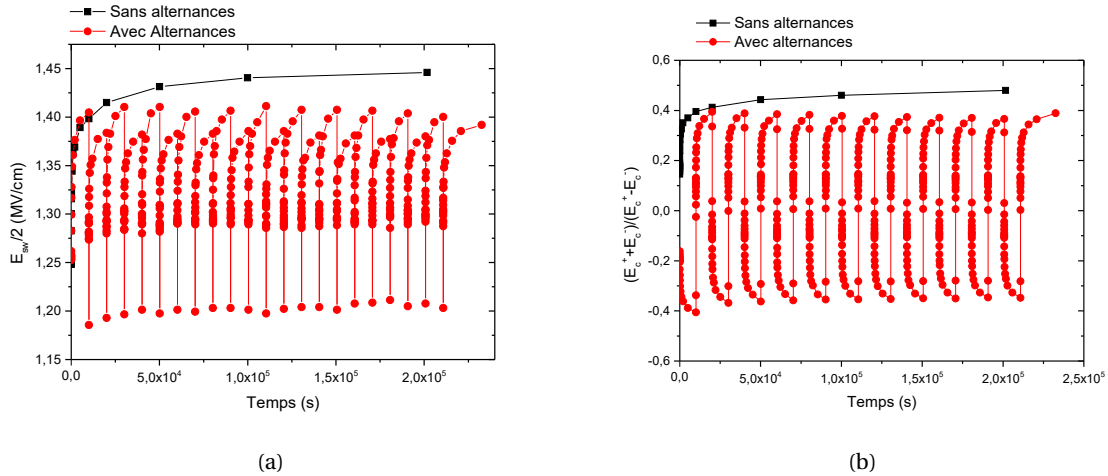 Sans alternances
Avec Alternances
1,45
1,40
1,35
1,30
1,25
1,20
1,15
E_sw/2 (MV/cm)
0,0
5,0x10^4
1,0x10^5
1,5x10^5
2,0x10^5
Temps (s)
(a)
Sans alternances
Avec alternances
0,6
0,4
0,2
0,0
-0,2
-0,4
-0,6
(E_c^+ +E_c^-)/(E_c^+ -E_c^-)
0,0
5,0x10^4
1,0x10^5
1,5x10^5
2,0x10^5
2,5x10^5
Temps (s)
(b)